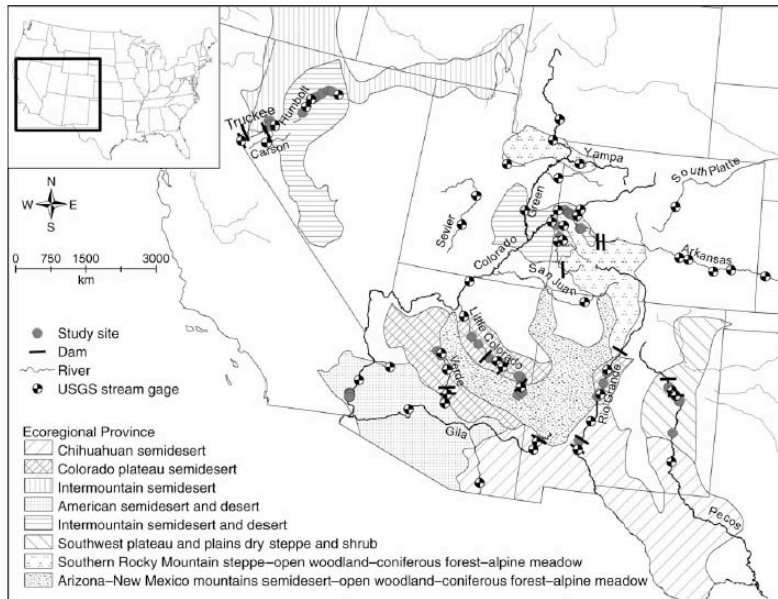 Truckee
Humbolt
Carson
Yampa
South Platte
Green
Sevier
Colorado
San Juan
Arkansas
Little Colorado
Verde
Rio Grande
Gila
Pecos
N
W E
S
0 750 1500 3000
km
Study site
Dam
River
USGS stream gage
Ecoregional Province
Chihuahuan semidesert
Colorado plateau semidesert
Intermountain semidesert
American semidesert and desert
Intermountain semidesert and desert
Southwest plateau and plains dry steppe and shrub
Southern Rocky Mountain steppe–open woodland–coniferous forest–alpine meadow
Arizona–New Mexico mountains semidesert–open woodland–coniferous forest–alpine meadow